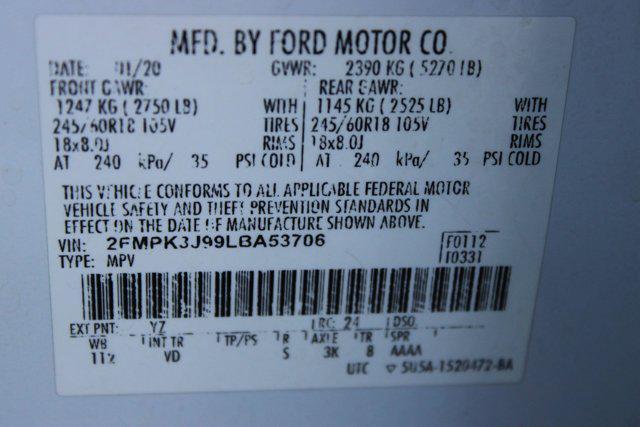 MFD. BY FORD MOTOR CO.
DATE: 01/20 GVWR: 2390 KG ( 5270 LB)
FRONT GAWR: REAR GAWR:
1247 KG ( 2750 LB) WITH 1145 KG ( 2525 LB) WITH
245/60R18 105V TIRES 245/60R18 105V TIRES
18x8.0J RIMS 18x8.0J RIMS
AT 240 kPa/ 35 PSI COLD AT 240 kPa/ 35 PSI COLD
THIS VEHICLE CONFORMS TO ALL APPLICABLE FEDERAL MOTOR
VEHICLE SAFETY AND THEFT PREVENTION STANDARDS IN
EFFECT ON THE DATE OF MANUFACTURE SHOWN ABOVE.
VIN: 2FMPK3J99LBA53706 F0112
TYPE: MPV T0331
EXT PNT: YZ RC: 24 DSO:
WB INT TR TP/PS R AXLE TR SPR
112 VD S 3K 8 AAAA
UTC ▽ 5U5A-1520472-BA